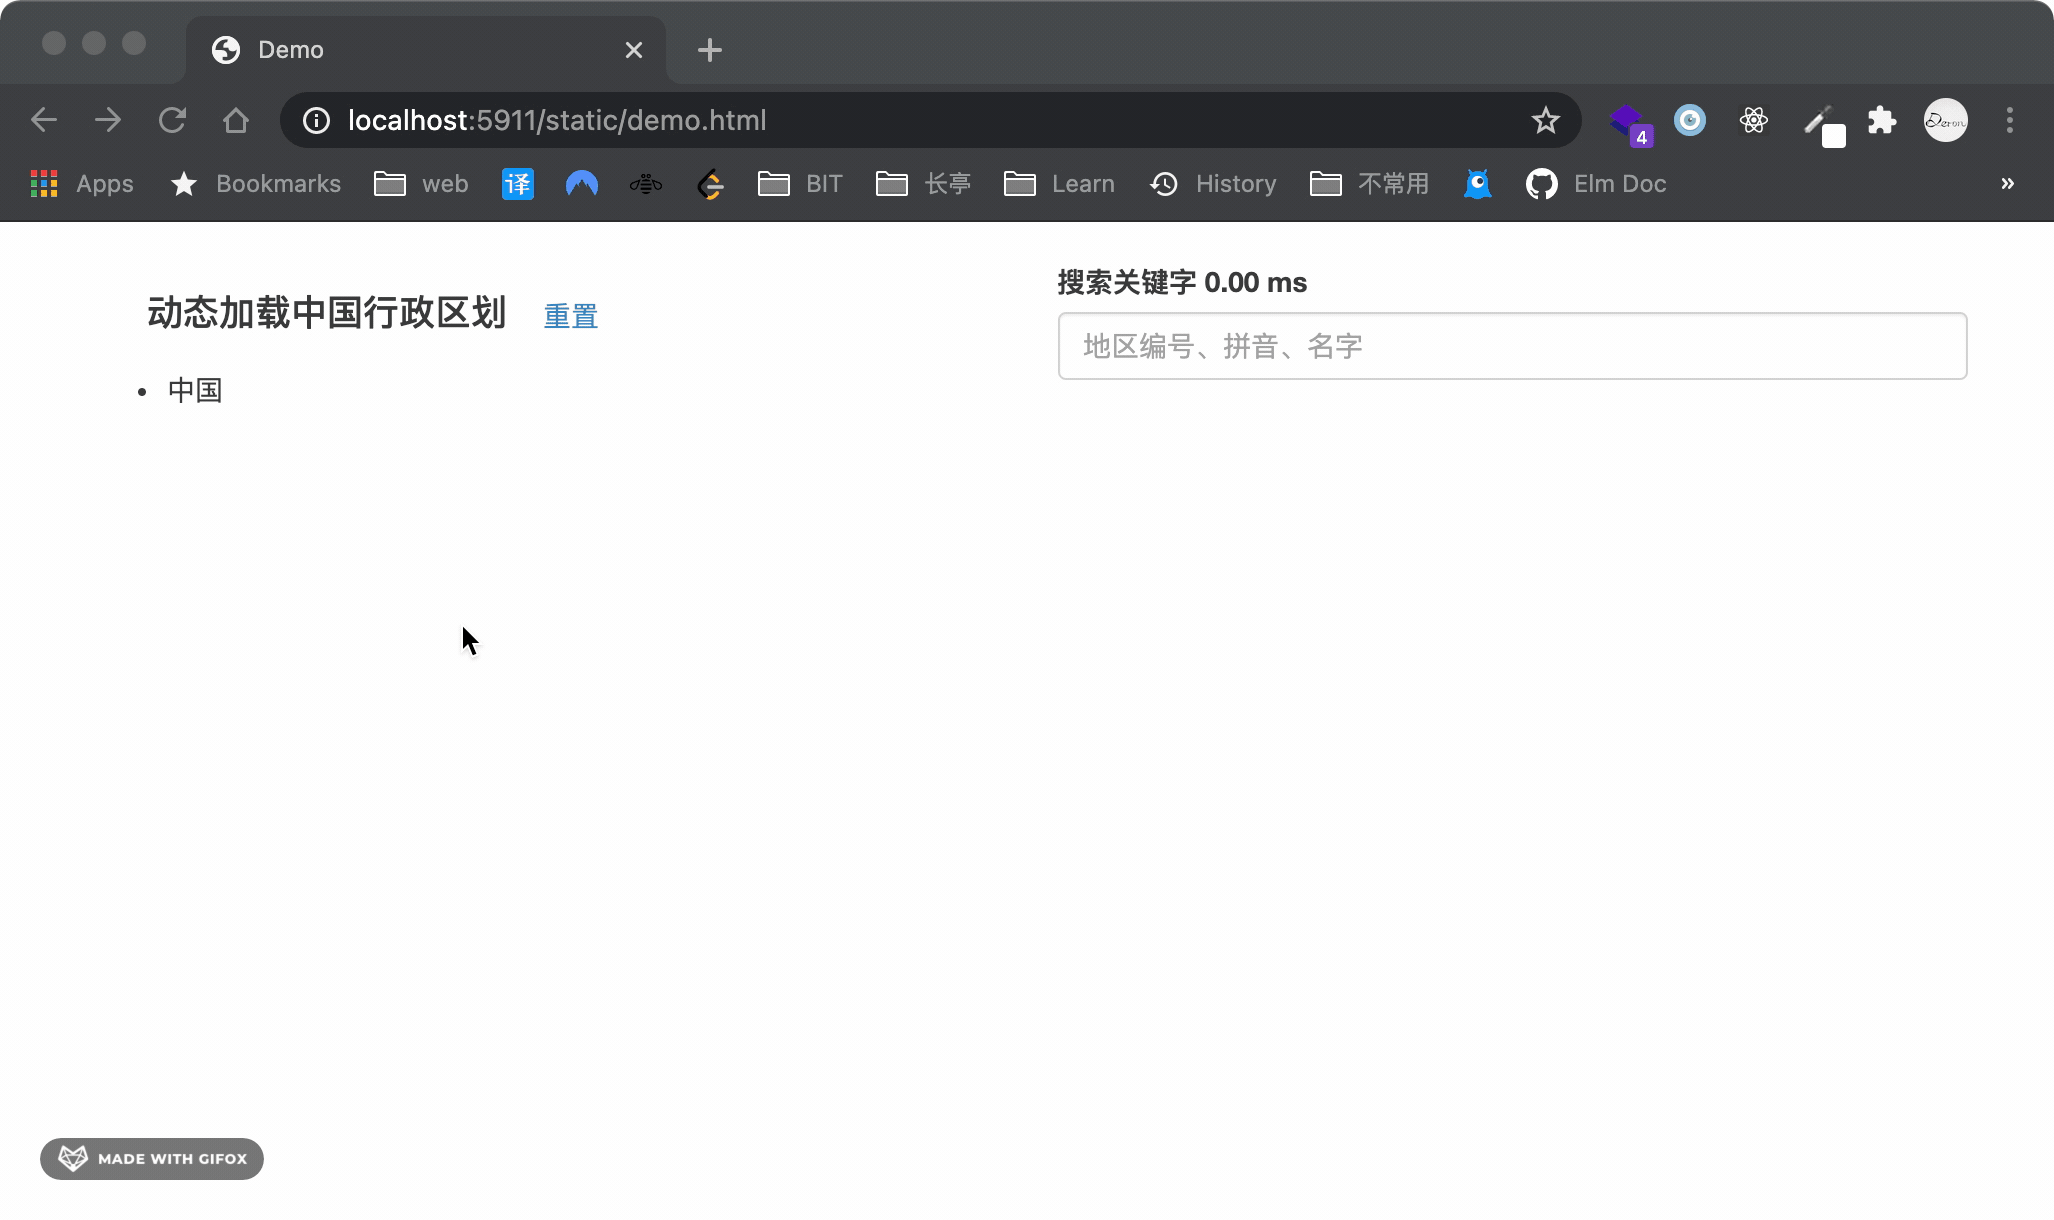 Demo
localhost:5911/static/demo.html
4
Deron
Apps
Bookmarks
web
译
BIT
长亭
Learn
History
不常用
Elm Doc
»
动态加载中国行政区划 重置
中国
搜索关键字 0.00 ms
地区编号、拼音、名字
MADE WITH GIFOX